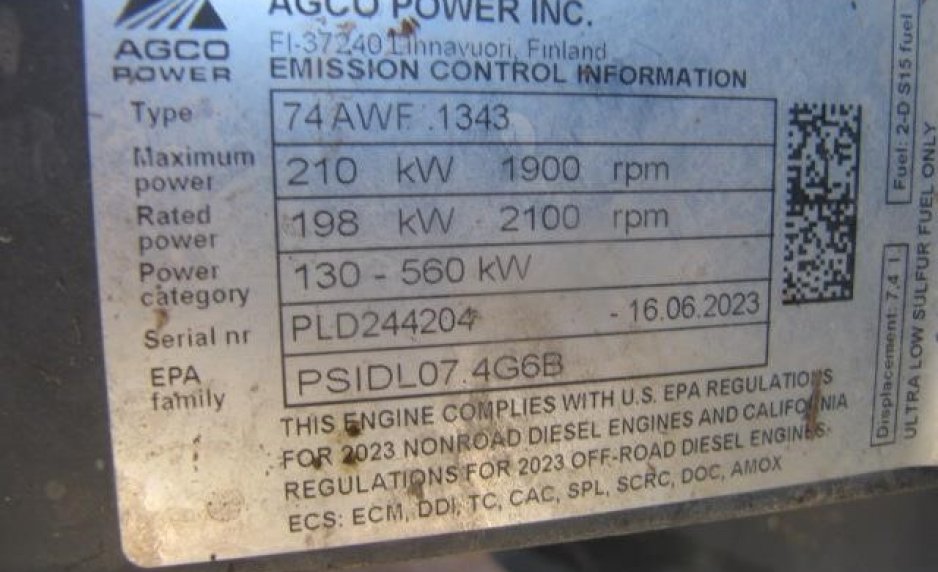 AGCO POWER INC.
AGCO
POWER
FI-37240 Linnavuori, Finland
EMISSION CONTROL INFORMATION
Type 74 AWF .1343
Maximum power 210 kW 1900 rpm
Rated power 198 kW 2100 rpm
Power category 130 - 560 kW
Serial nr PLD244204 - 16.06.2023
EPA family PSIDL07.4G6B
THIS ENGINE COMPLIES WITH U.S. EPA REGULATIONS
FOR 2023 NONROAD DIESEL ENGINES AND CALIFORNIA
REGULATIONS FOR 2023 OFF-ROAD DIESEL ENGINES.
ECS: ECM, DDI, TC, CAC, SPL, SCRC, DOC, AMOX
Displacement: 7,4 l
Fuel: 2-D S15 fuel
ULTRA LOW SULFUR FUEL ONLY